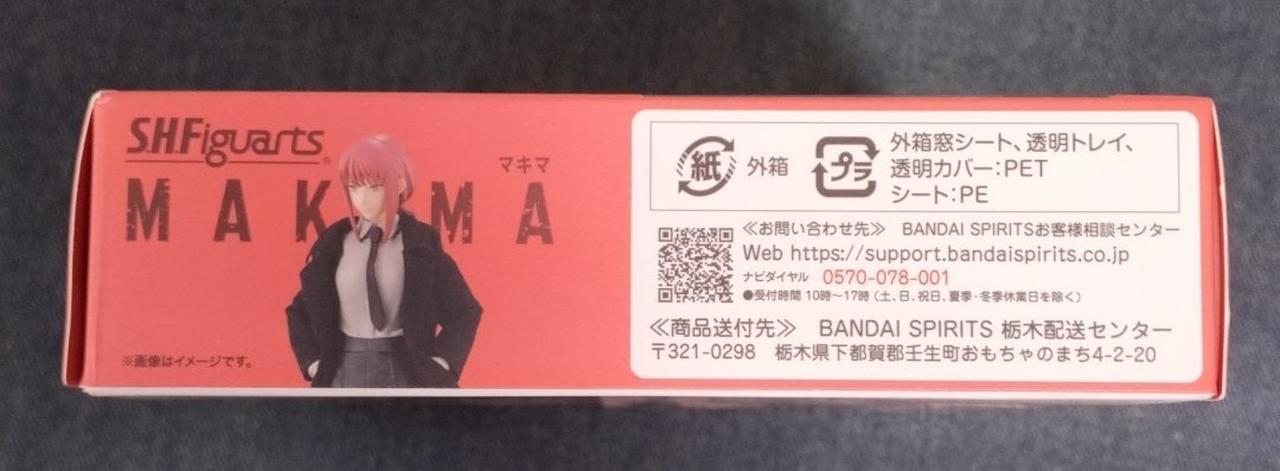 S.H.Figuarts®
マキマ
MAKIMA
※画像はイメージです。
紙 外箱
プラ
外箱窓シート、透明トレイ、
透明カバー:PET
シート:PE
≪お問い合わせ先≫ BANDAI SPIRITSお客様相談センター
Web https://support.bandaispirits.co.jp
ナビダイヤル 0570-078-001
●受付時間 10時～17時(土、日、祝日、夏季・冬季休業日を除く)
≪商品送付先≫ BANDAI SPIRITS 栃木配送センター
〒321-0298 栃木県下都賀郡壬生町おもちゃのまち4-2-20